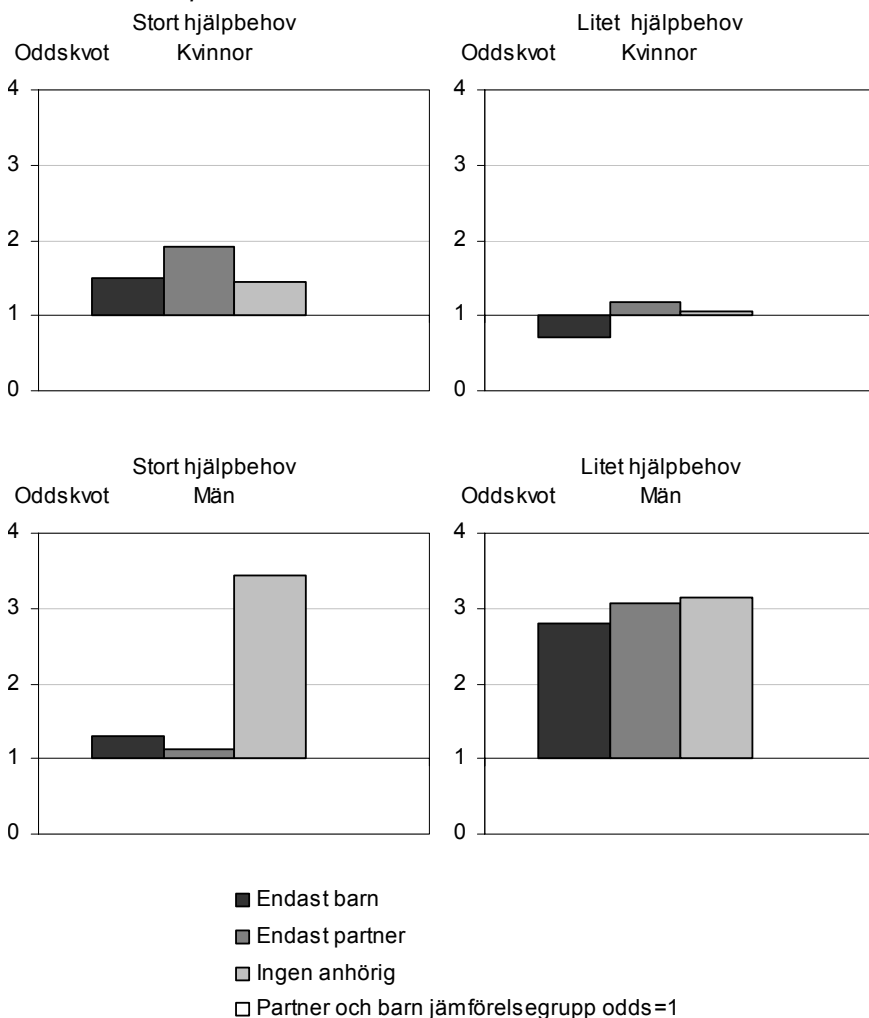 Stort hjälpbehov
Oddskvot Kvinnor
4
3
2
1
0
Litet hjälpbehov
Oddskvot Kvinnor
4
3
2
1
0
Stort hjälpbehov
Oddskvot Män
4
3
2
1
0
Litet hjälpbehov
Oddskvot Män
4
3
2
1
0
Endast barn
Endast partner
Ingen anhörig
Partner och barn jämförelsegrupp odds=1